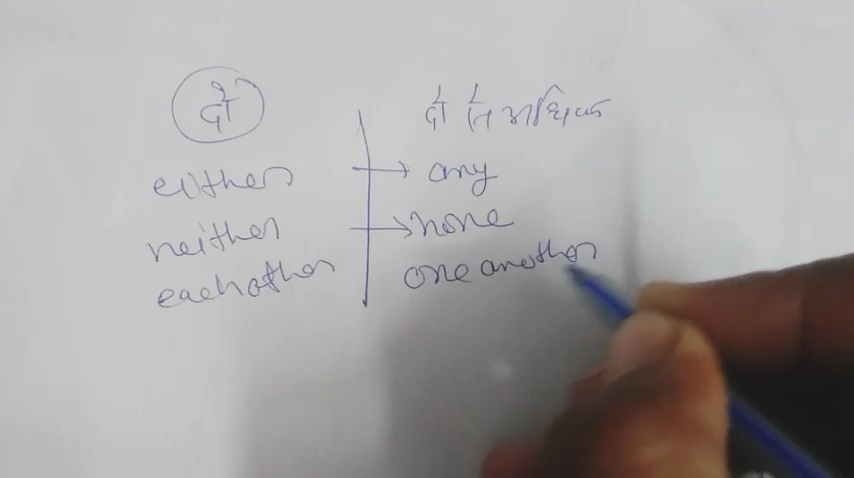 दो
दो से अधिक
either
any
neither
none
eachother
one another